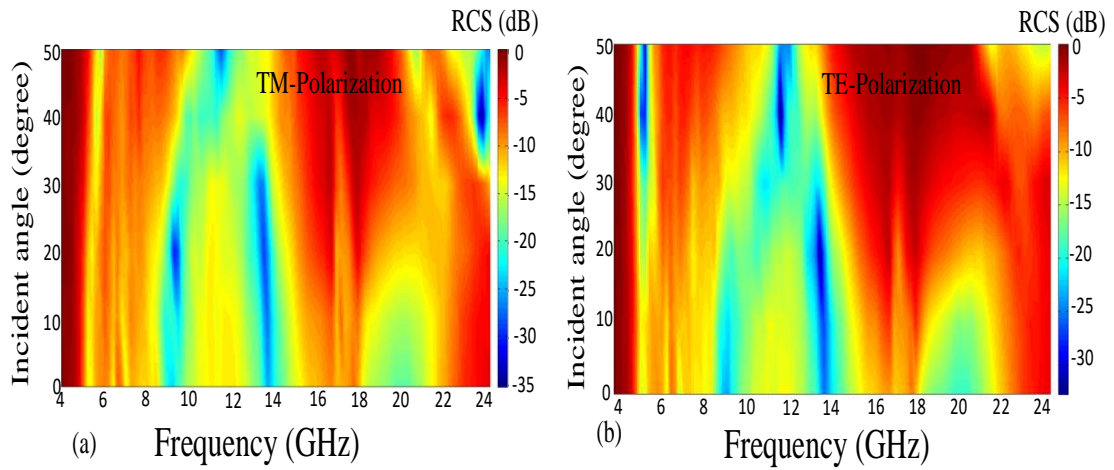 RCS (dB)
50
40
30
20
10
0
Incident angle (degree)
TM-Polarization
0
-5
-10
-15
-20
-25
-30
-35
4 6 8 10 12 14 16 17 18 20 22 24
(a) Frequency (GHz)
RCS (dB)
50
40
30
20
10
0
Incident angle (degree)
TE-Polarization
0
-5
-10
-15
-20
-25
-30
4 6 8 10 12 13 14 16 17 18 20 22 24
(b) Frequency (GHz)